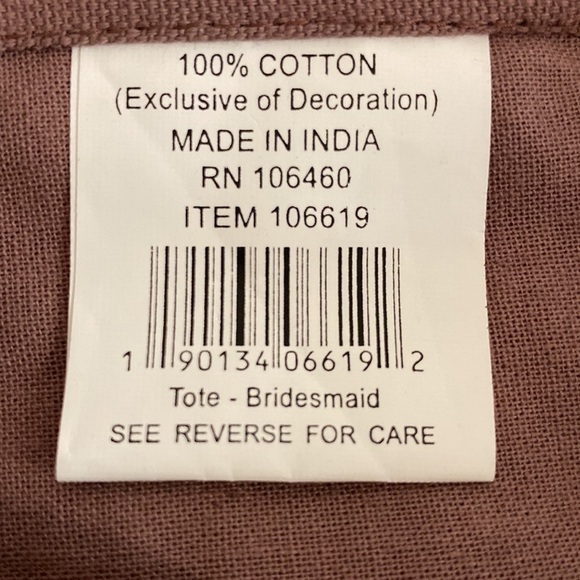 100% COTTON
(Exclusive of Decoration)
MADE IN INDIA
RN 106460
ITEM 106619
1 90134 06619 2
Tote - Bridesmaid
SEE REVERSE FOR CARE